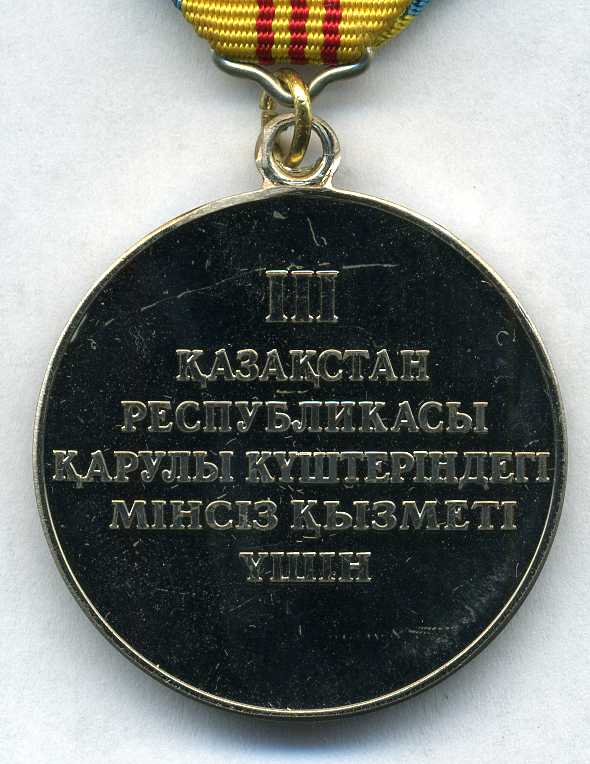 III
ҚАЗАҚСТАН
РЕСПУБЛИКАСЫ
ҚАРУЛЫ КҮШТЕРІНДЕГІ
МІНСІЗ ҚЫЗМЕТІ
ҮШІН